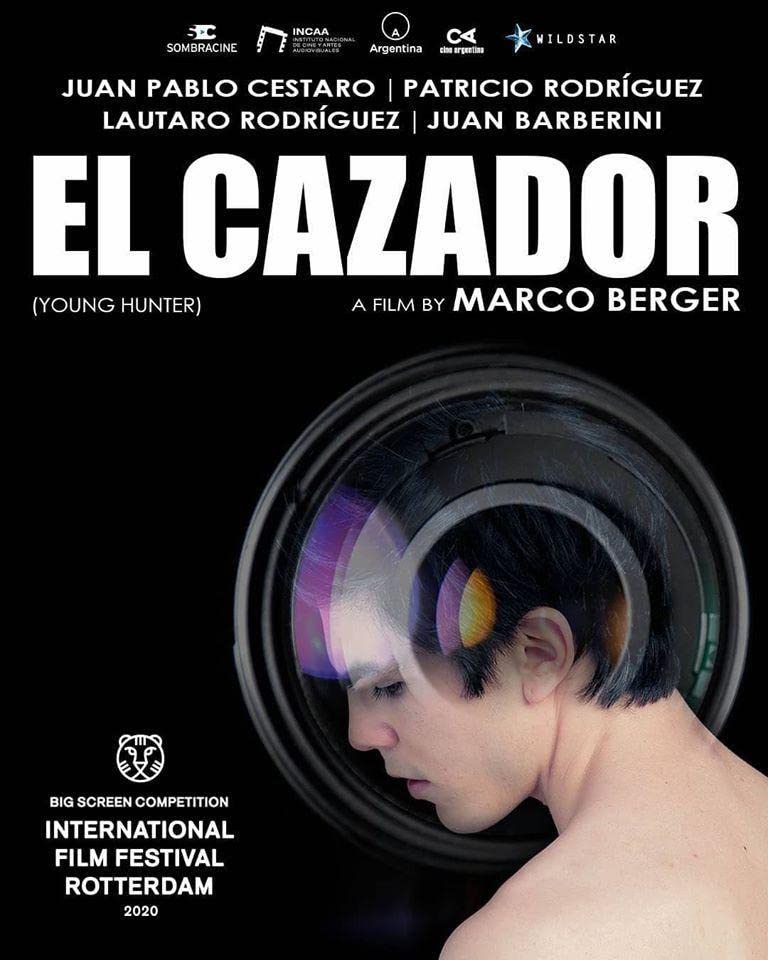 SOMBRACINE
INCAA
INSTITUTO NACIONAL
DE CINE Y ARTES
AUDIOVISUALES
A
Argentina
CA
cine argentino
WILDSTAR
JUAN PABLO CESTARO | PATRICIO RODRÍGUEZ
LAUTARO RODRÍGUEZ | JUAN BARBERINI
EL CAZADOR
(YOUNG HUNTER)
A FILM BY MARCO BERGER
BIG SCREEN COMPETITION
INTERNATIONAL
FILM FESTIVAL
ROTTERDAM
2020